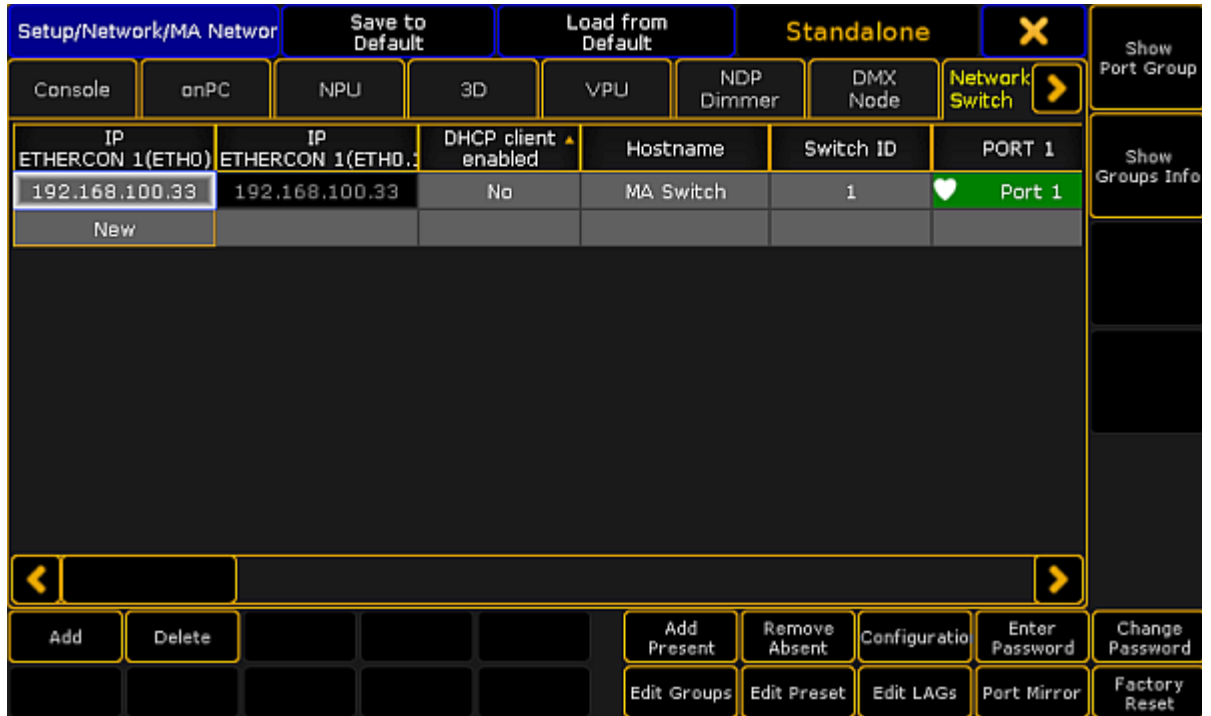 Setup/Network/MA Networ
Save to
Default
Load from
Default
Standalone
Show
Port Group
Console
onPC
NPU
3D
VPU
NDP
Dimmer
DMX
Node
Network
Switch
IP
ETHERCON 1(ETH0)
IP
ETHERCON 1(ETH0.
DHCP client
enabled
Hostname
Switch ID
PORT 1
Show
Groups Info
192.168.100.33
192.168.100.33
No
MA Switch
1
Port 1
New
Add
Delete
Add
Present
Remove
Absent
Configuratio
Enter
Password
Change
Password
Edit Groups
Edit Preset
Edit LAGs
Port Mirror
Factory
Reset